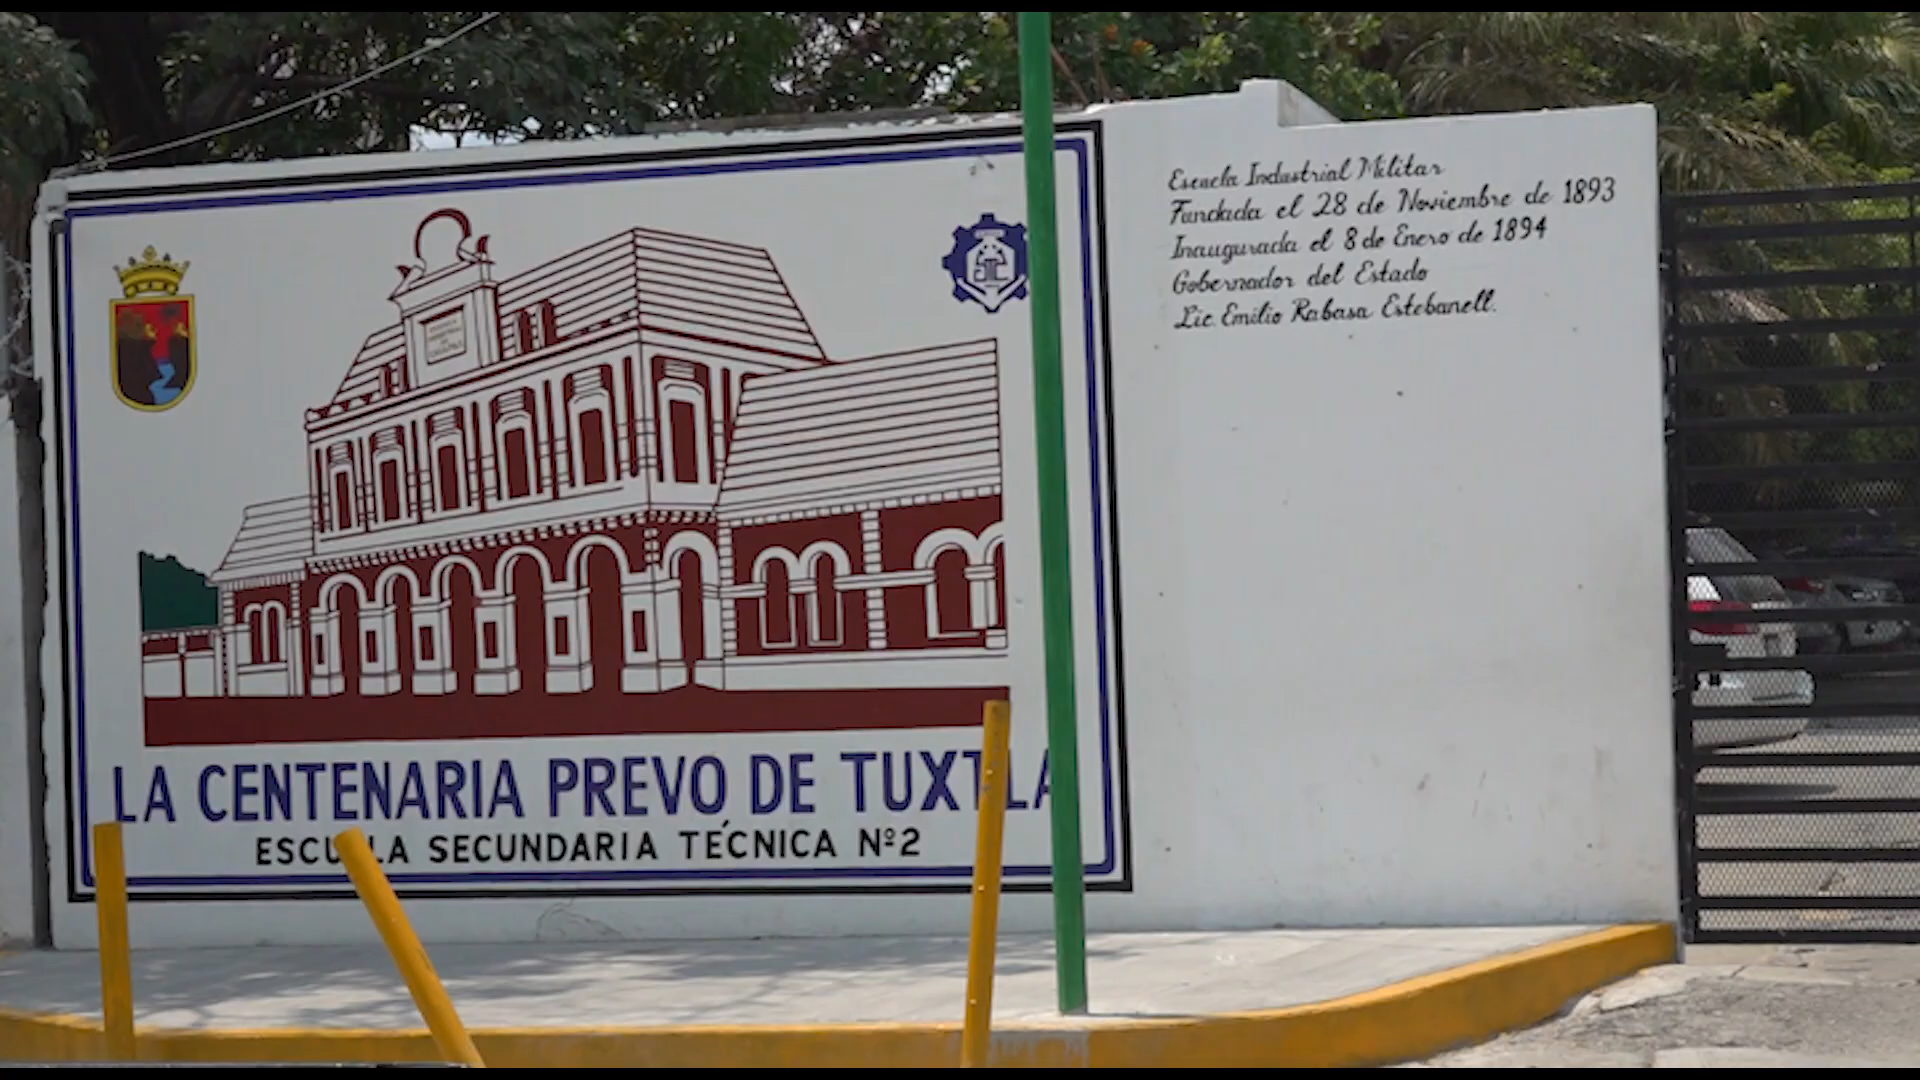 Escuela Industrial Militar
Fundada el 28 de Noviembre de 1893
Inaugurada el 8 de Enero de 1894
Gobernador del Estado
Lic. Emilio Rabasa Estebanell.
LA CENTENARIA PREVO DE TUXTLA
ESCUELA SECUNDARIA TÉCNICA Nº2